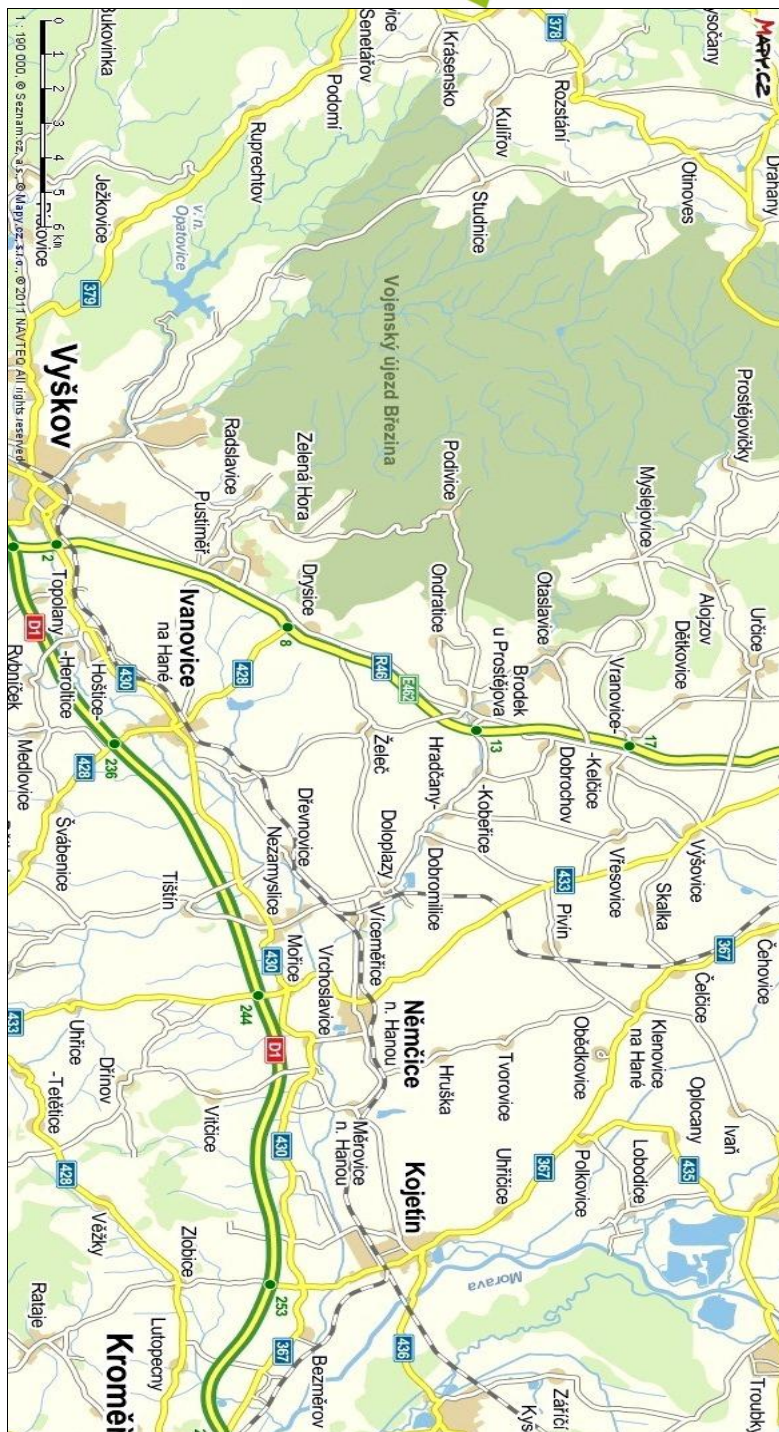 MAPY.CZ
Drahany
Otinoves
Rozstání
378
Krásensko
Kulířov
Senetářov
Podomí
Studnice
Ruprechtov
Bukovinka
Ježkovice
v. n.
Opatovice
379
Vojenský újezd Březina
Prostějovičky
Myslejovice
Alojzov
Určice
Dětkovice
Otaslavice
Vranovice-
-Kelčice
17
Podivice
Ondratice
Brodek
u Prostějova
13
Dobrochov
Zelená Hora
Radslavice
Pustiměř
Drysice
8
R46
E462
Želeč
Hradčany-
-Kobeřice
Vyškov
2
Topolany
Ivanovice
na Hané
428
430
Hoštice-
-Heroltice
D1
Rybníček
Medlovice
236
428
Švábenice
Dřevnovice
Nezamyslice
Tištín
Doloplazy
Dobromilice
Víceměřice
433
Pivín
Vřesovice
Skalka
Výšovice
Čehovice
367
Čelčice
Klenovice
na Hané
Obědkovice
Tvorovice
Hruška
Němčice
n. Hanou
Vrchoslavice
Mořice
430
244
D1
433
Uhřice
-Tetětice
Dřínov
Vitčice
430
Měrovice
n. Hanou
Kojetín
Uhřičice
367
Polkovice
Lobodice
Oplocany
435
Ivaň
428
Věžky
Zlobice
253
367
Bezměrov
436
Morava
Rataje
Lutopecny
Kroměř
Záříčí
Troubky
0 1 2 3 4 5 6 km
1 : 190 000, © Seznam.cz, a.s., © Mapy.cz, s.r.o., © 2011 NAVTEQ All rights reserved